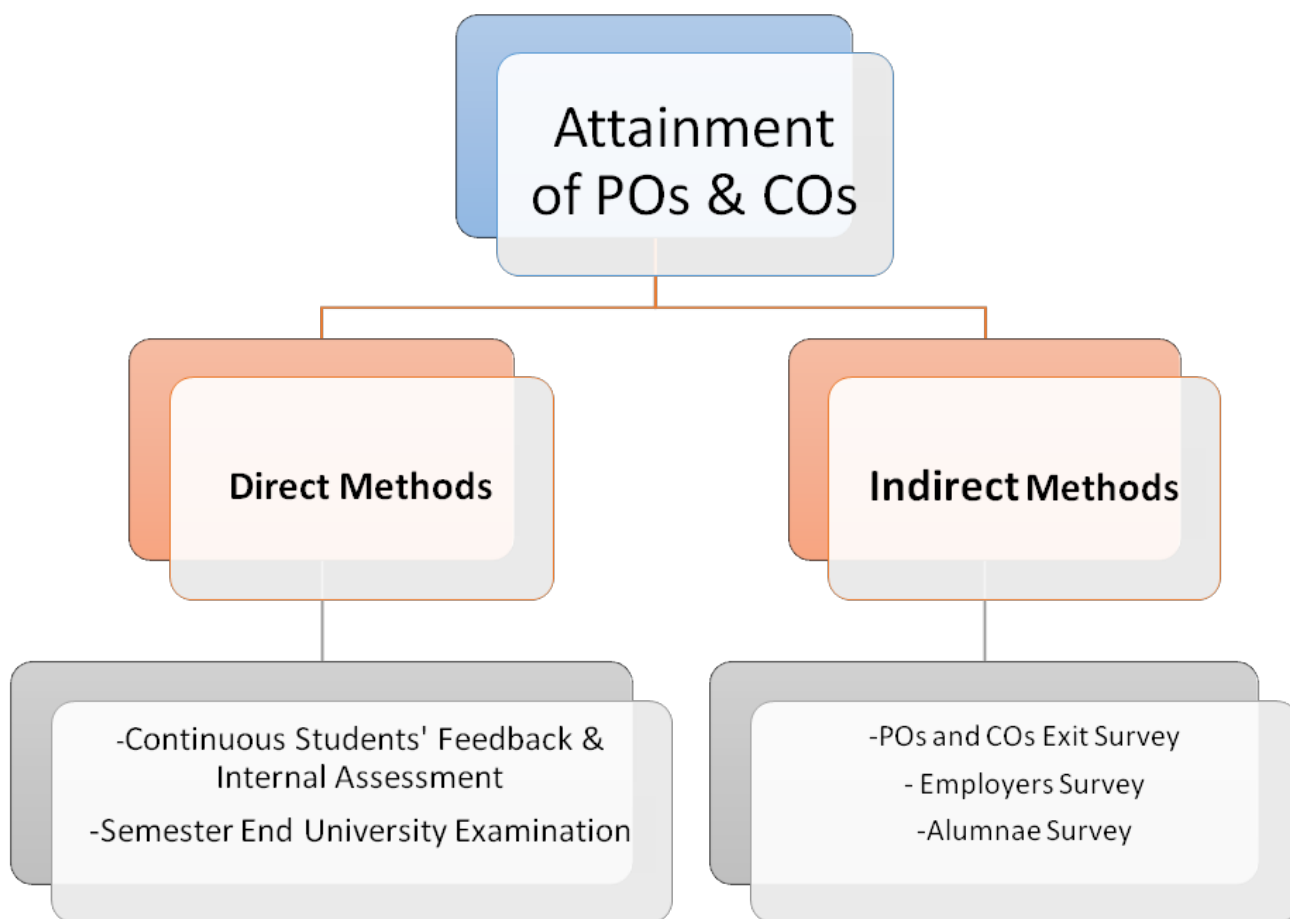 Attainment
of POs & COs
Direct Methods
Indirect Methods
-Continuous Students' Feedback &
Internal Assessment
-Semester End University Examination
-POs and COs Exit Survey
- Employers Survey
-Alumnae Survey